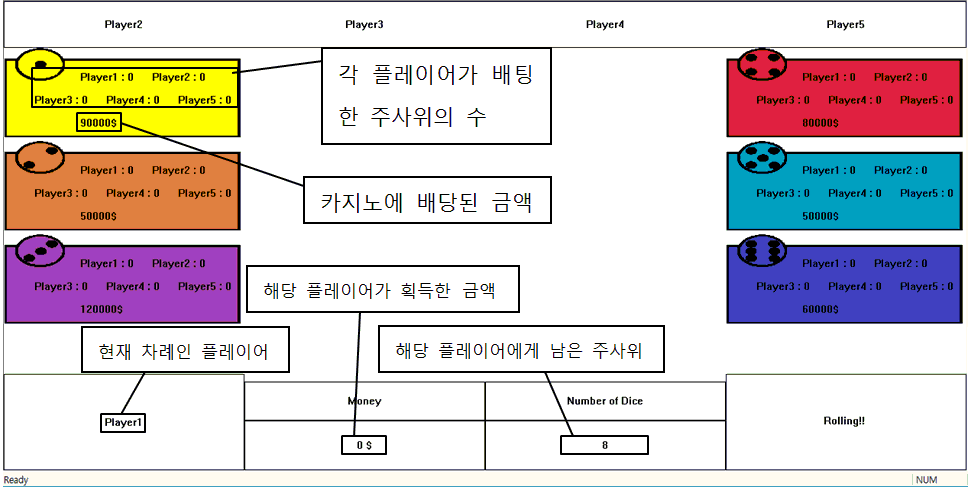 Player2 Player3 Player4 Player5
Player1 : 0 Player2 : 0
Player3 : 0 Player4 : 0 Player5 : 0
90000$
각 플레이어가 배팅
한 주사위의 수
Player1 : 0 Player2 : 0
Player3 : 0 Player4 : 0 Player5 : 0
80000$
Player1 : 0 Player2 : 0
Player3 : 0 Player4 : 0 Player5 : 0
50000$
카지노에 배당된 금액
Player1 : 0 Player2 : 0
Player3 : 0 Player4 : 0 Player5 : 0
50000$
Player1 : 0 Player2 : 0
Player3 : 0 Player4 : 0 Player5 : 0
120000$
해당 플레이어가 획득한 금액
Player1 : 0 Player2 : 0
Player3 : 0 Player4 : 0 Player5 : 0
60000$
현재 차례인 플레이어
해당 플레이어에게 남은 주사위
Player1
Money
0 $
Number of Dice
8
Rolling!!
Ready
NUM